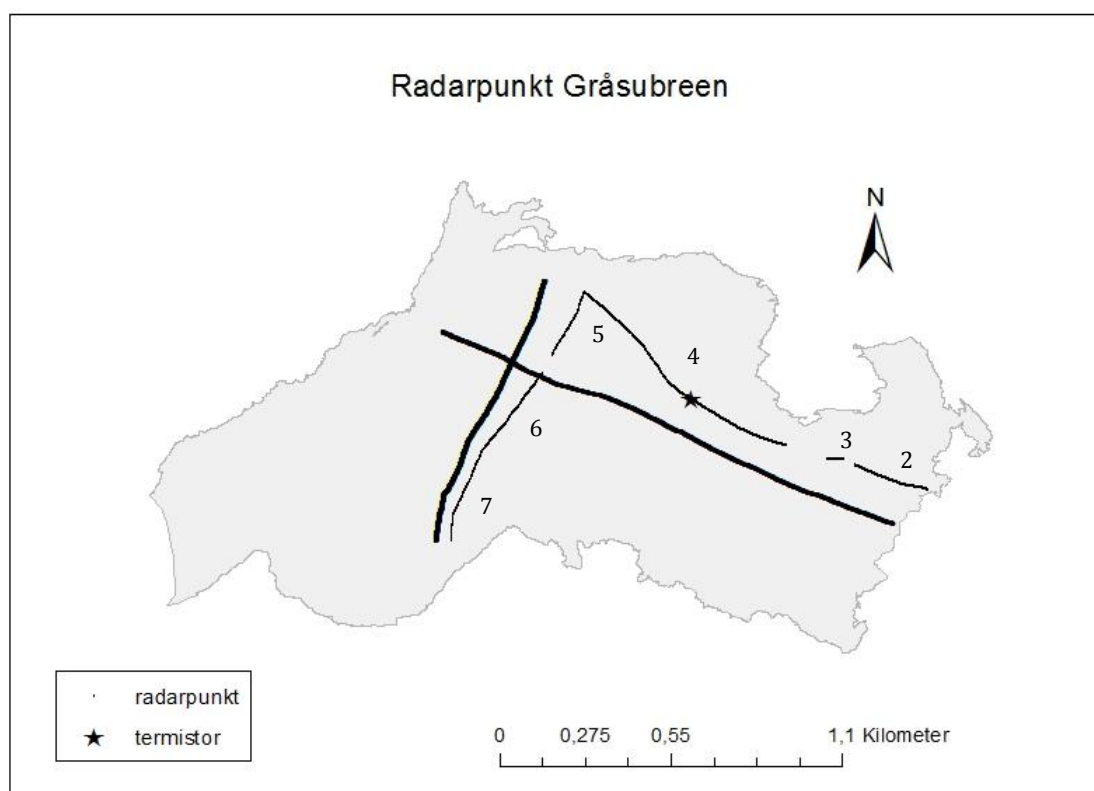 Radarpunkt Gråsubreen
N
5
4
6
3
2
7
radarpunkt
termistor
0 0,275 0,55 1,1 Kilometer